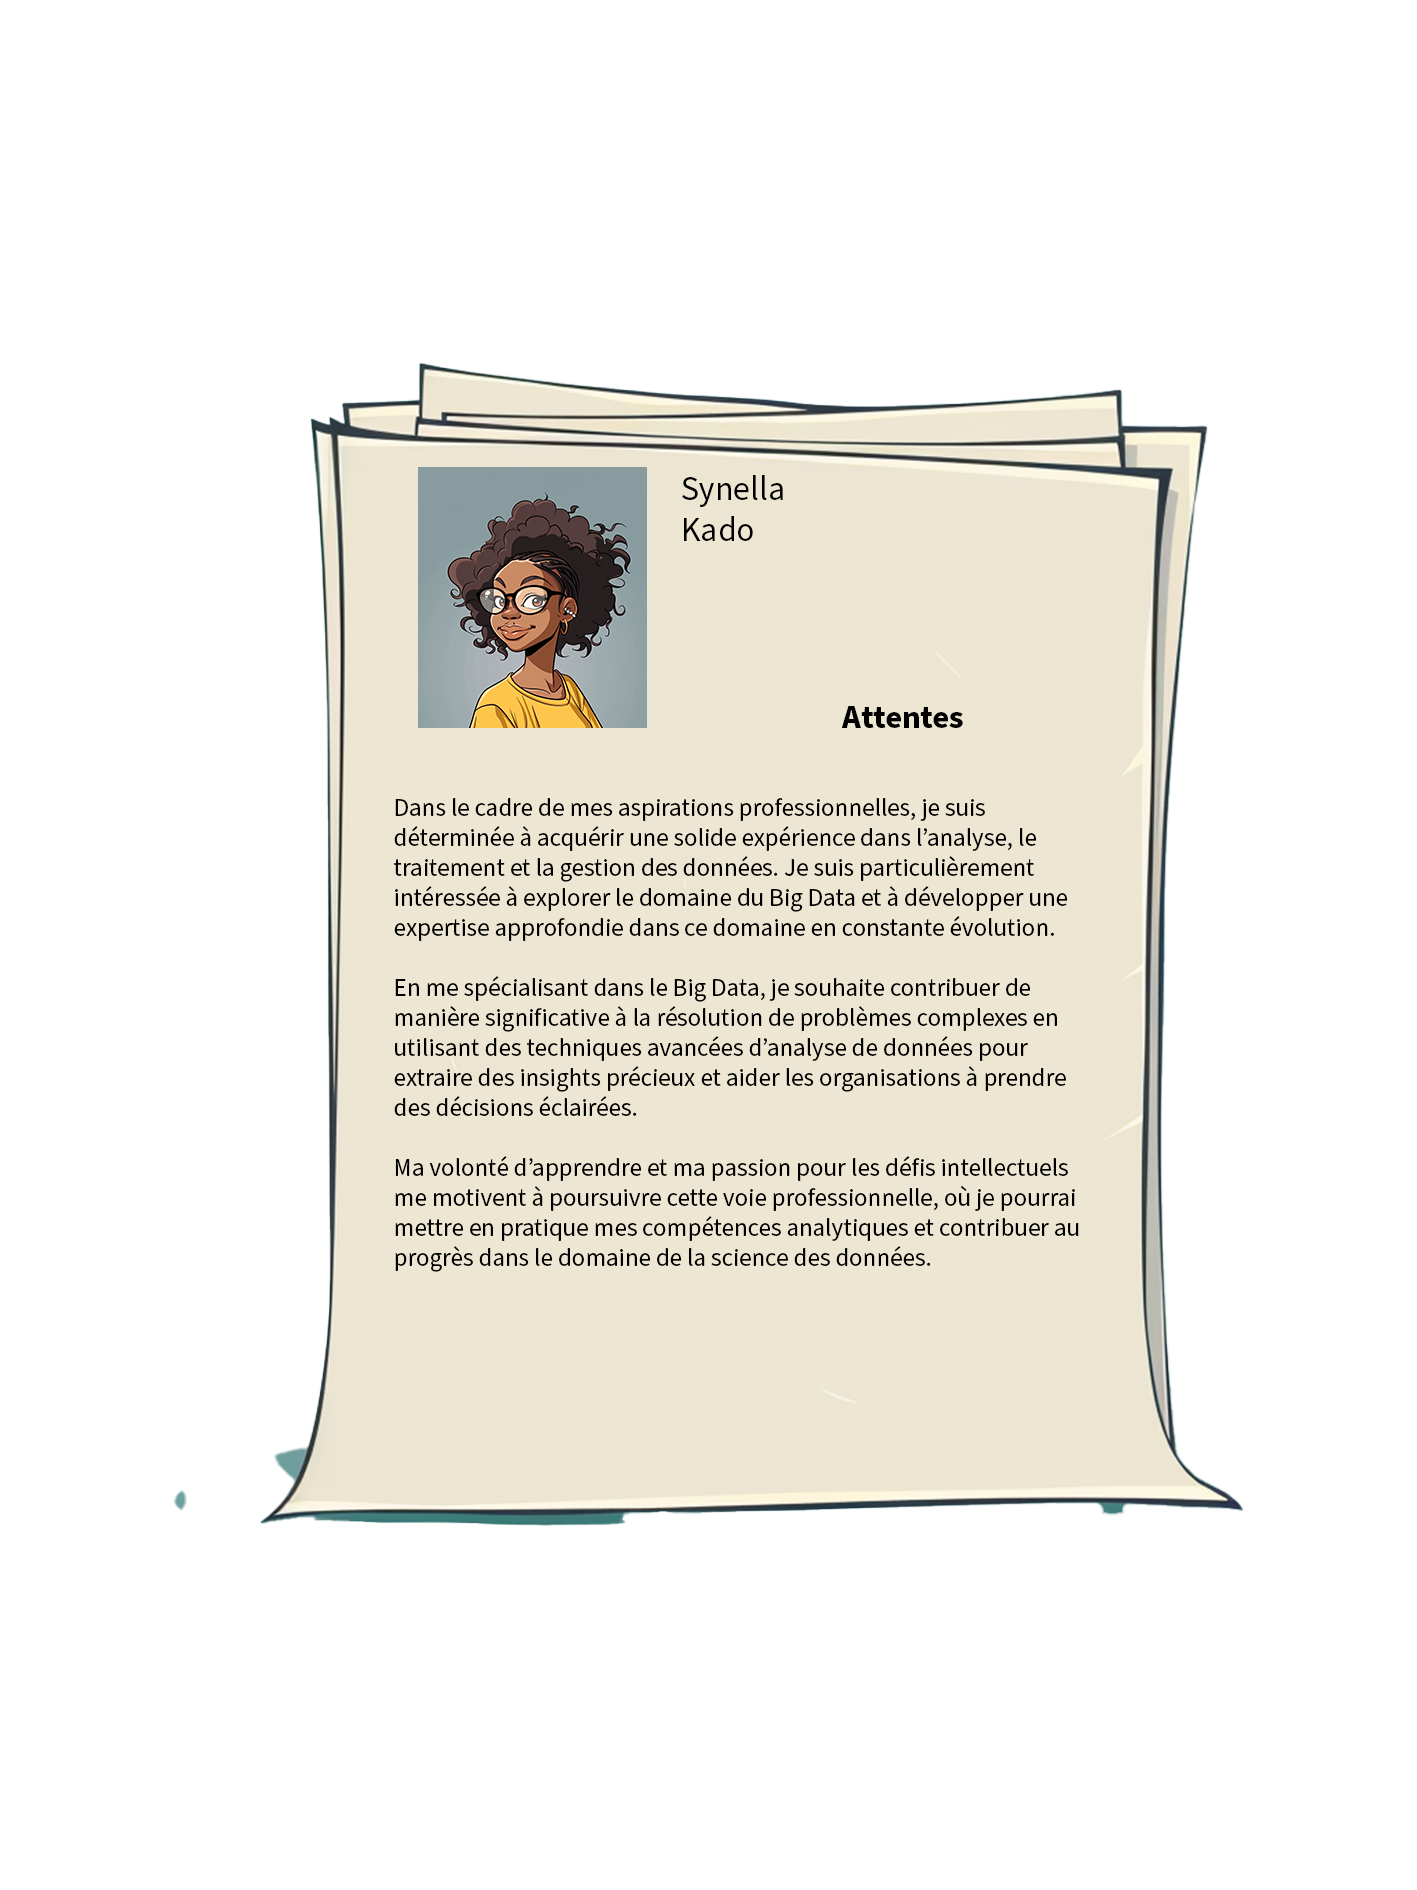 Synella
Kado
Attentes
Dans le cadre de mes aspirations professionnelles, je suis
déterminée à acquérir une solide expérience dans l’analyse, le
traitement et la gestion des données. Je suis particulièrement
intéressée à explorer le domaine du Big Data et à développer une
expertise approfondie dans ce domaine en constante évolution.
En me spécialisant dans le Big Data, je souhaite contribuer de
manière significative à la résolution de problèmes complexes en
utilisant des techniques avancées d’analyse de données pour
extraire des insights précieux et aider les organisations à prendre
des décisions éclairées.
Ma volonté d’apprendre et ma passion pour les défis intellectuels
me motivent à poursuivre cette voie professionnelle, où je pourrai
mettre en pratique mes compétences analytiques et contribuer au
progrès dans le domaine de la science des données.